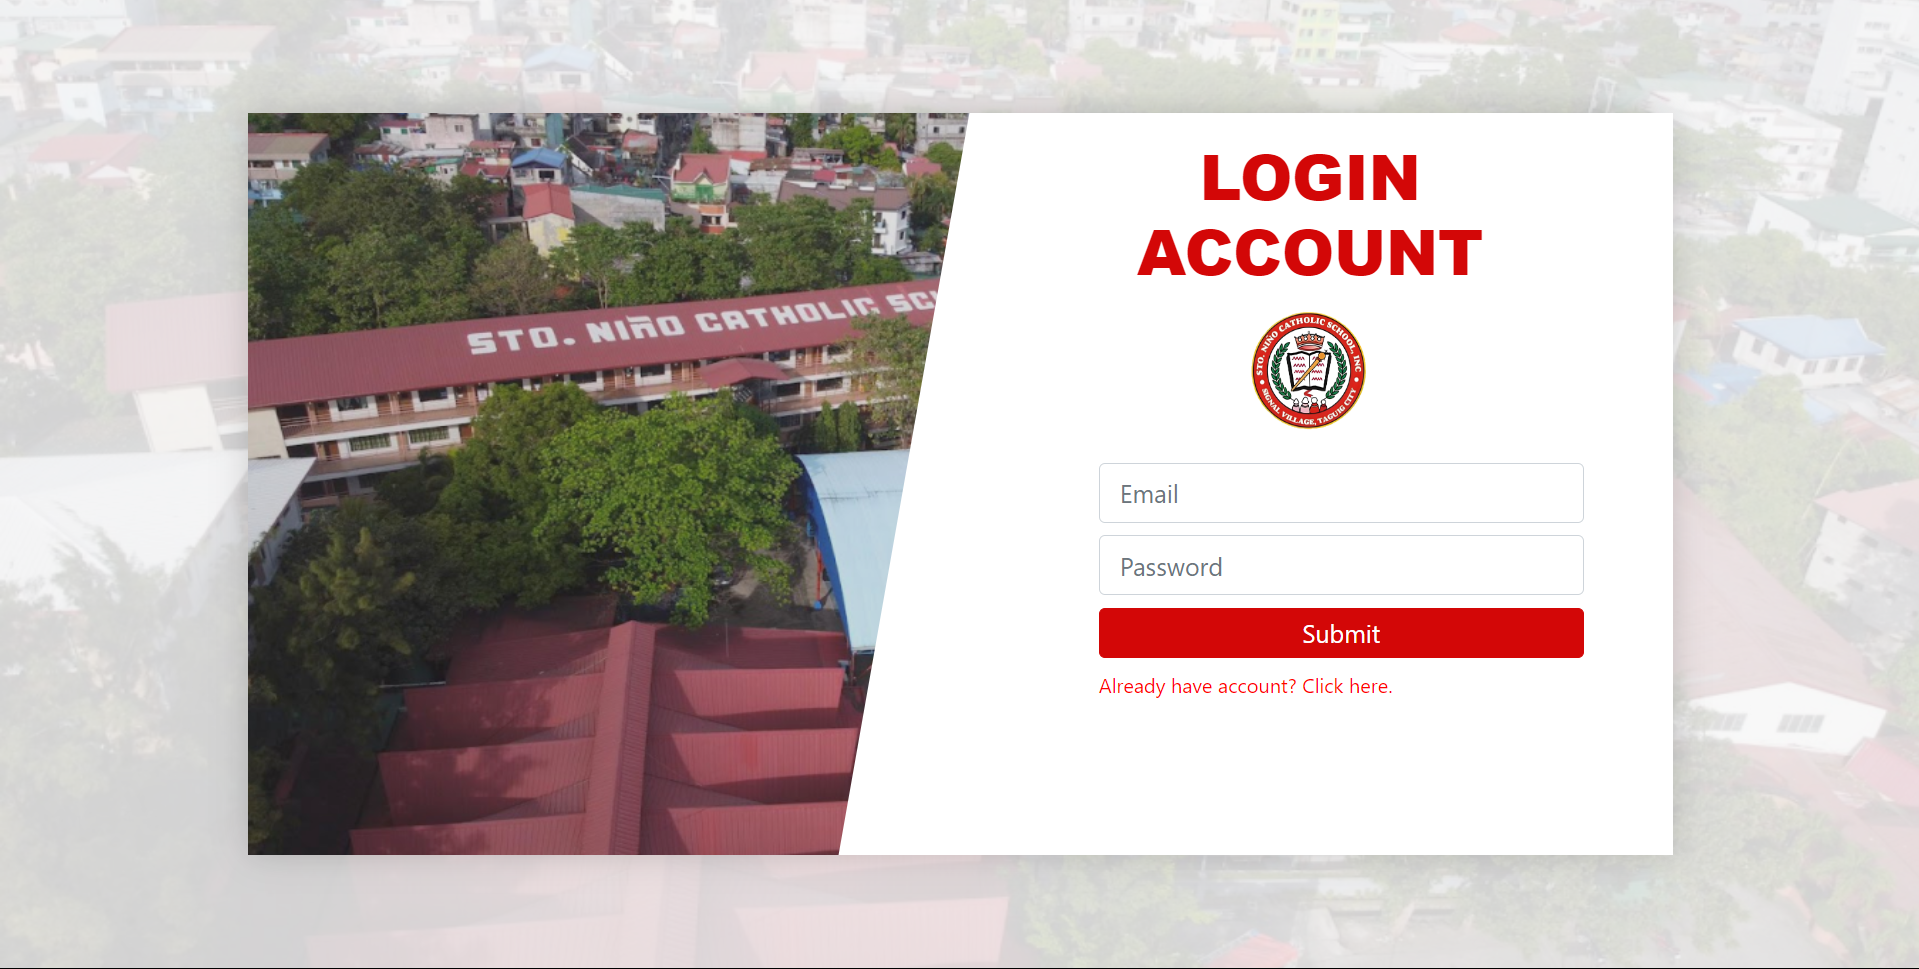 LOGIN
ACCOUNT
STO. NIÑO CATHOLIC SCHOOL, INC
SIGNAL VILLAGE, TAGUIG CITY
STO. NIÑO CATHOLIC SC
Email
Password
Submit
Already have account? Click here.